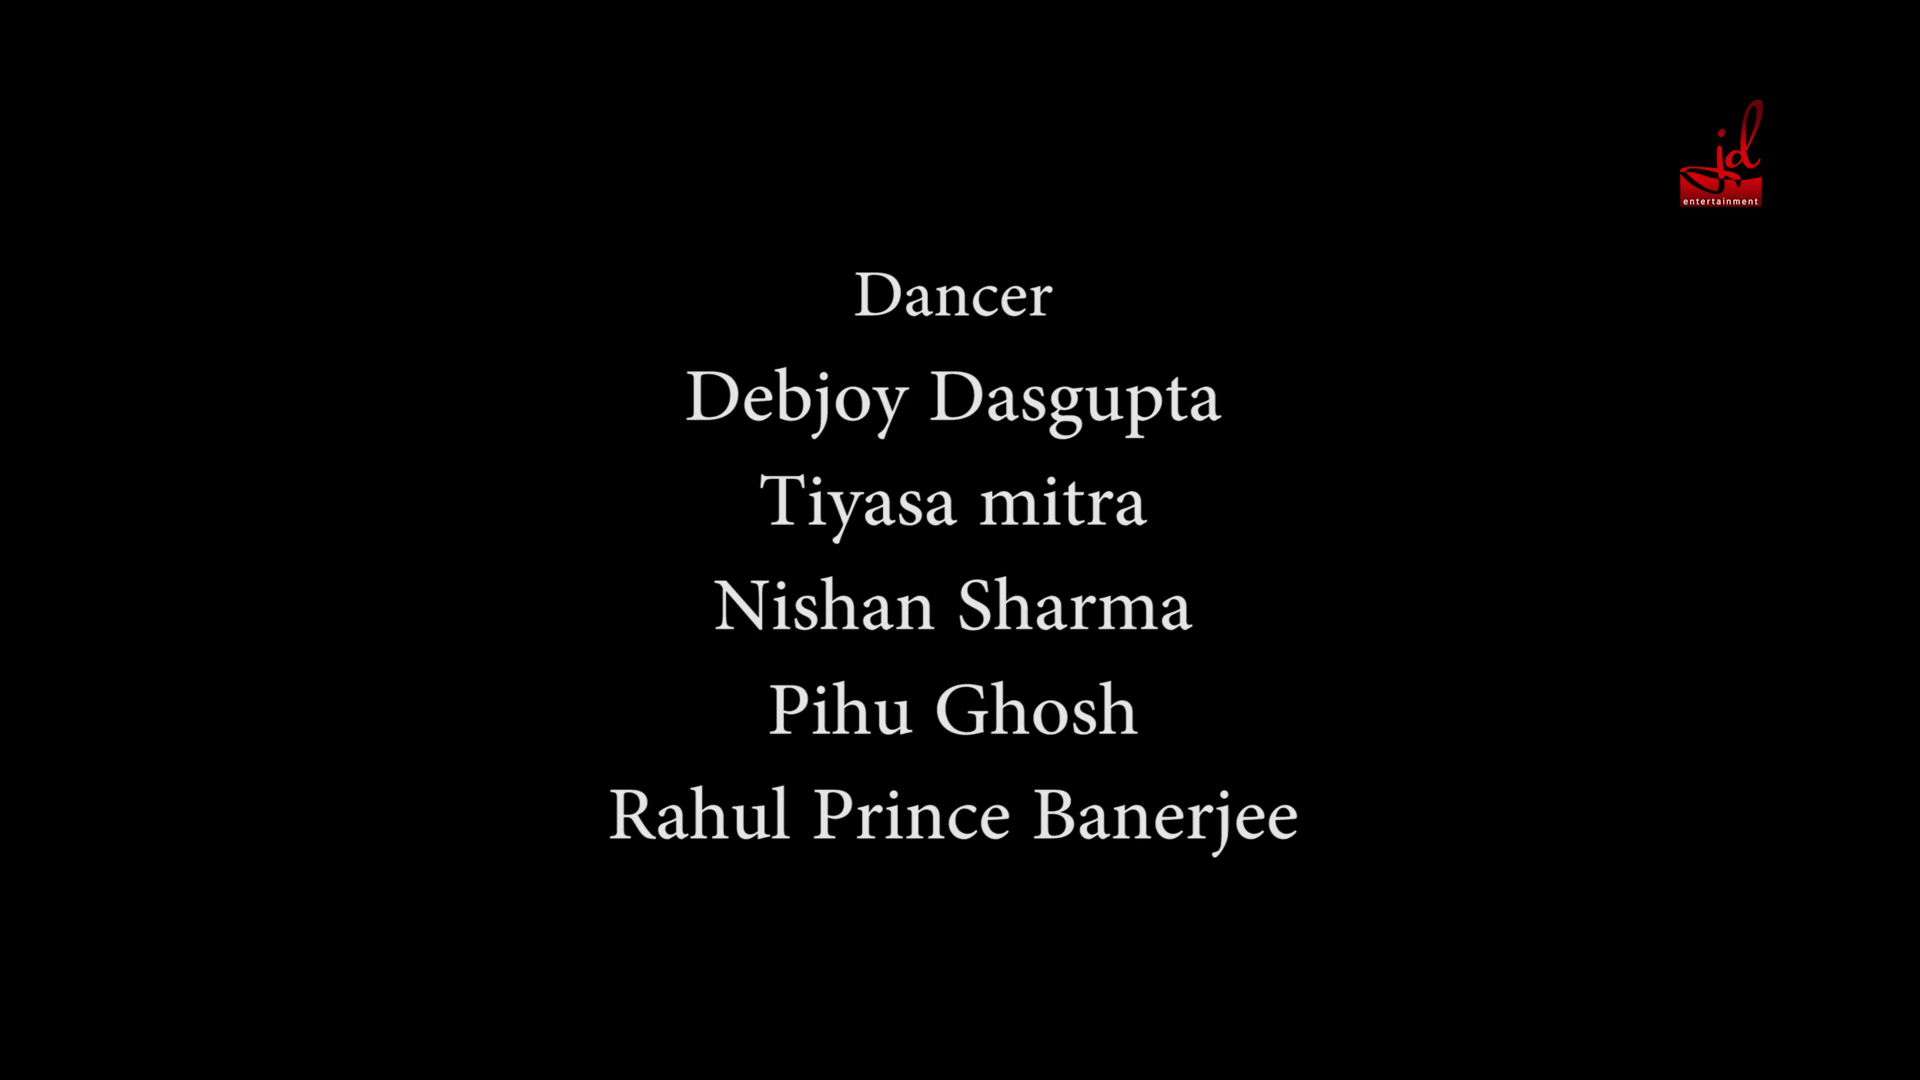 jd
entertainment
Dancer
Debjoy Dasgupta
Tiyasa mitra
Nishan Sharma
Pihu Ghosh
Rahul Prince Banerjee